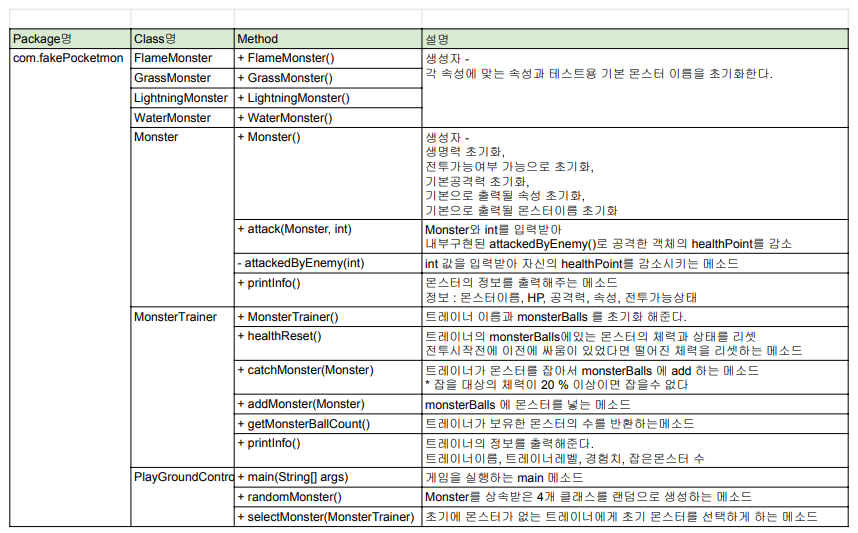 Package명 Class명 Method 설명
com.fakePocketmon FlameMonster + FlameMonster() 생성자 -
각 속성에 맞는 속성과 테스트용 기본 몬스터 이름을 초기화한다.
GrassMonster + GrassMonster()
LightningMonster + LightningMonster()
WaterMonster + WaterMonster()
Monster + Monster() 생성자 -
생명력 초기화,
전투가능여부 가능으로 초기화,
기본공격력 초기화,
기본으로 출력될 속성 초기화,
기본으로 출력될 몬스터이름 초기화
+ attack(Monster, int) Monster와 int를 입력받아
내부구현된 attackedByEnemy()로 공격한 객체의 healthPoint를 감소
- attackedByEnemy(int) int 값을 입력받아 자신의 healthPoint를 감소시키는 메소드
+ printInfo() 몬스터의 정보를 출력해주는 메소드
정보 : 몬스터이름, HP, 공격력, 속성, 전투가능상태
MonsterTrainer + MonsterTrainer() 트레이너 이름과 monsterBalls 를 초기화 해준다.
+ healthReset() 트레이너의 monsterBalls에있는 몬스터의 체력과 상태를 리셋
전투시작전에 이전에 싸움이 있었다면 떨어진 체력을 리셋하는 메소드
+ catchMonster(Monster) 트레이너가 몬스터를 잡아서 monsterBalls 에 add 하는 메소드
* 잡을 대상의 체력이 20 % 이상이면 잡을수 없다
+ addMonster(Monster) monsterBalls 에 몬스터를 넣는 메소드
+ getMonsterBallCount() 트레이너가 보유한 몬스터의 수를 반환하는메소드
+ printInfo() 트레이너의 정보를 출력해준다.
트레이너이름, 트레이너레벨, 경험치, 잡은몬스터 수
PlayGroundContro + main(String[] args) 게임을 실행하는 main 메소드
+ randomMonster() Monster를 상속받은 4개 클래스를 랜덤으로 생성하는 메소드
+ selectMonster(MonsterTrainer) 초기에 몬스터가 없는 트레이너에게 초기 몬스터를 선택하게 하는 메소드